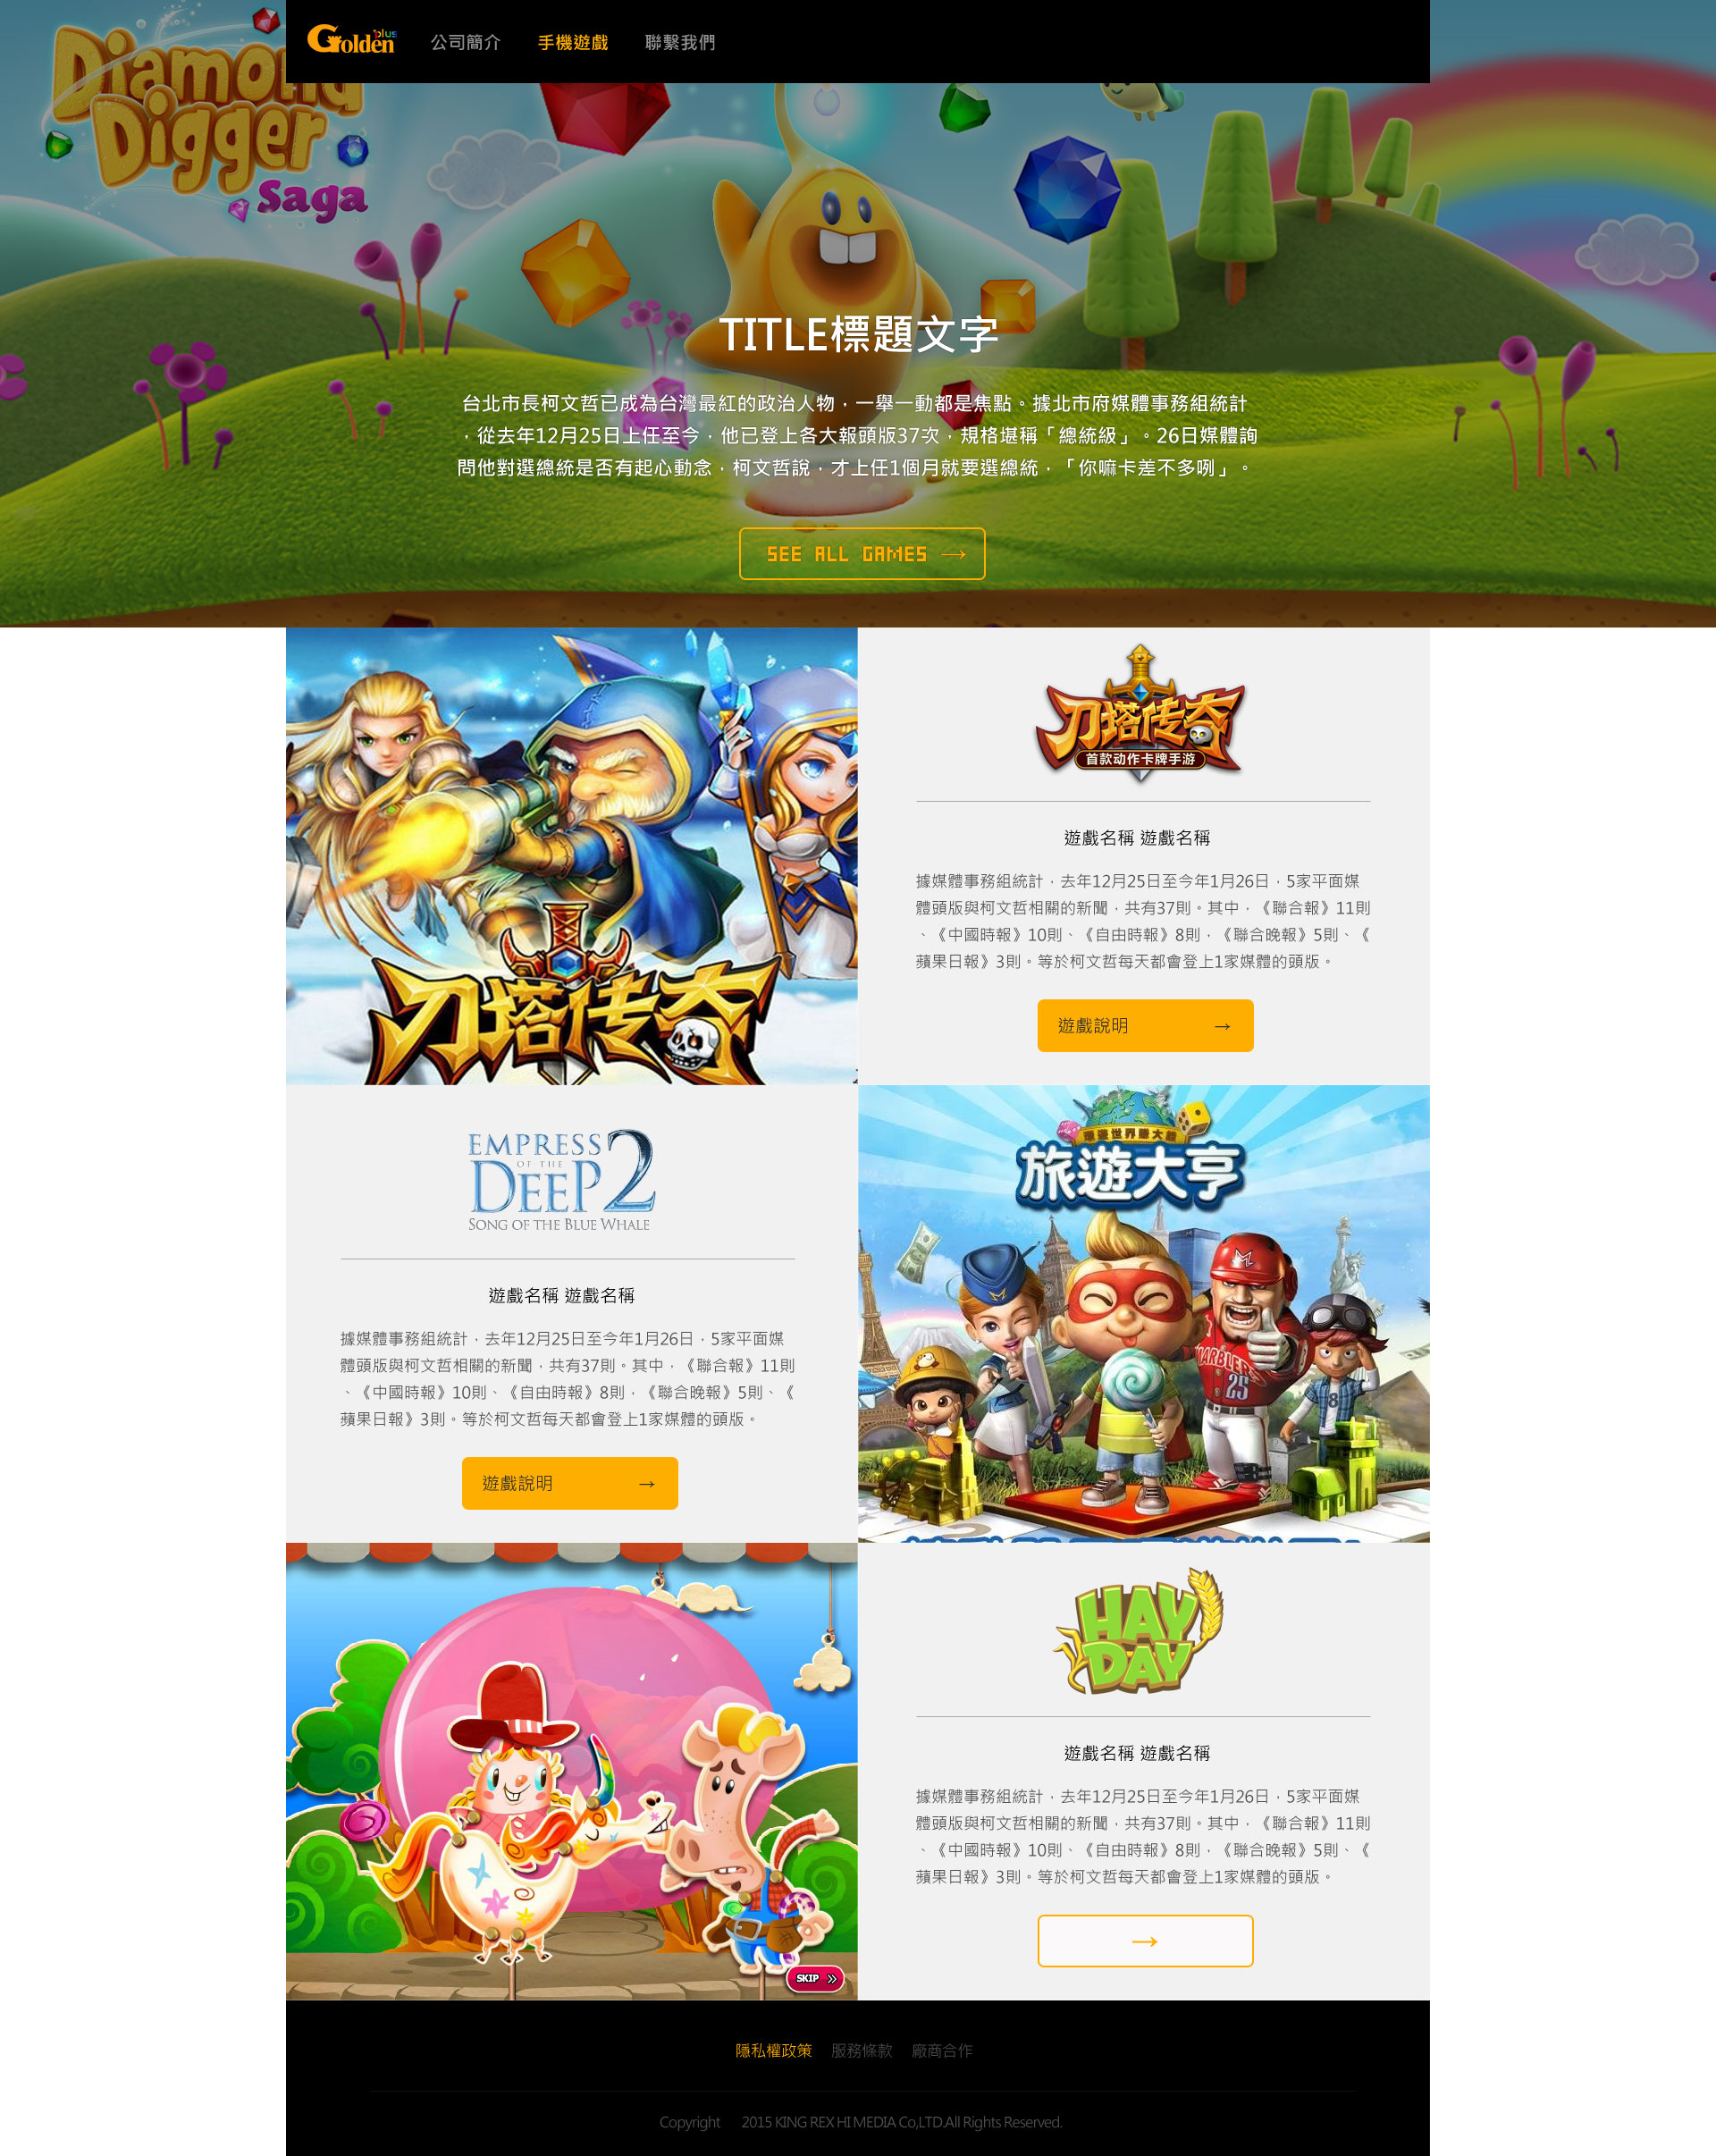 Diamond
Digger
Saga
Golden plus
公司簡介
手機遊戲
聯繫我們
TITLE標題文字
台北市長柯文哲已成為台灣最紅的政治人物，一舉一動都是焦點。據北市府媒體事務組統計
，從去年12月25日上任至今，他已登上各大報頭版37次，規格堪稱「總統級」。26日媒體詢
問他對選總統是否有起心動念，柯文哲說，才上任1個月就要選總統，「你嘛卡差不多咧」。
SEE ALL GAMES →
刀塔传奇
刀塔传奇
首款动作卡牌手游
遊戲名稱 遊戲名稱
據媒體事務組統計，去年12月25日至今年1月26日，5家平面媒
體頭版與柯文哲相關的新聞，共有37則。其中，《聯合報》11則
、《中國時報》10則、《自由時報》8則，《聯合晚報》5則、《
蘋果日報》3則。等於柯文哲每天都會登上1家媒體的頭版。
遊戲說明 →
EMPRESS
OF THE
DEEP 2
SONG OF THE BLUE WHALE
遊戲名稱 遊戲名稱
據媒體事務組統計，去年12月25日至今年1月26日，5家平面媒
體頭版與柯文哲相關的新聞，共有37則。其中，《聯合報》11則
、《中國時報》10則、《自由時報》8則，《聯合晚報》5則、《
蘋果日報》3則。等於柯文哲每天都會登上1家媒體的頭版。
遊戲說明 →
環遊世界賺大錢
旅遊大亨
MARBLERS
25
8
SKIP
HAY
DAY
遊戲名稱 遊戲名稱
據媒體事務組統計，去年12月25日至今年1月26日，5家平面媒
體頭版與柯文哲相關的新聞，共有37則。其中，《聯合報》11則
、《中國時報》10則、《自由時報》8則，《聯合晚報》5則、《
蘋果日報》3則。等於柯文哲每天都會登上1家媒體的頭版。
→
隱私權政策
服務條款
廠商合作
Copyright 2015 KING REX HI MEDIA Co,LTD.All Rights Reserved.